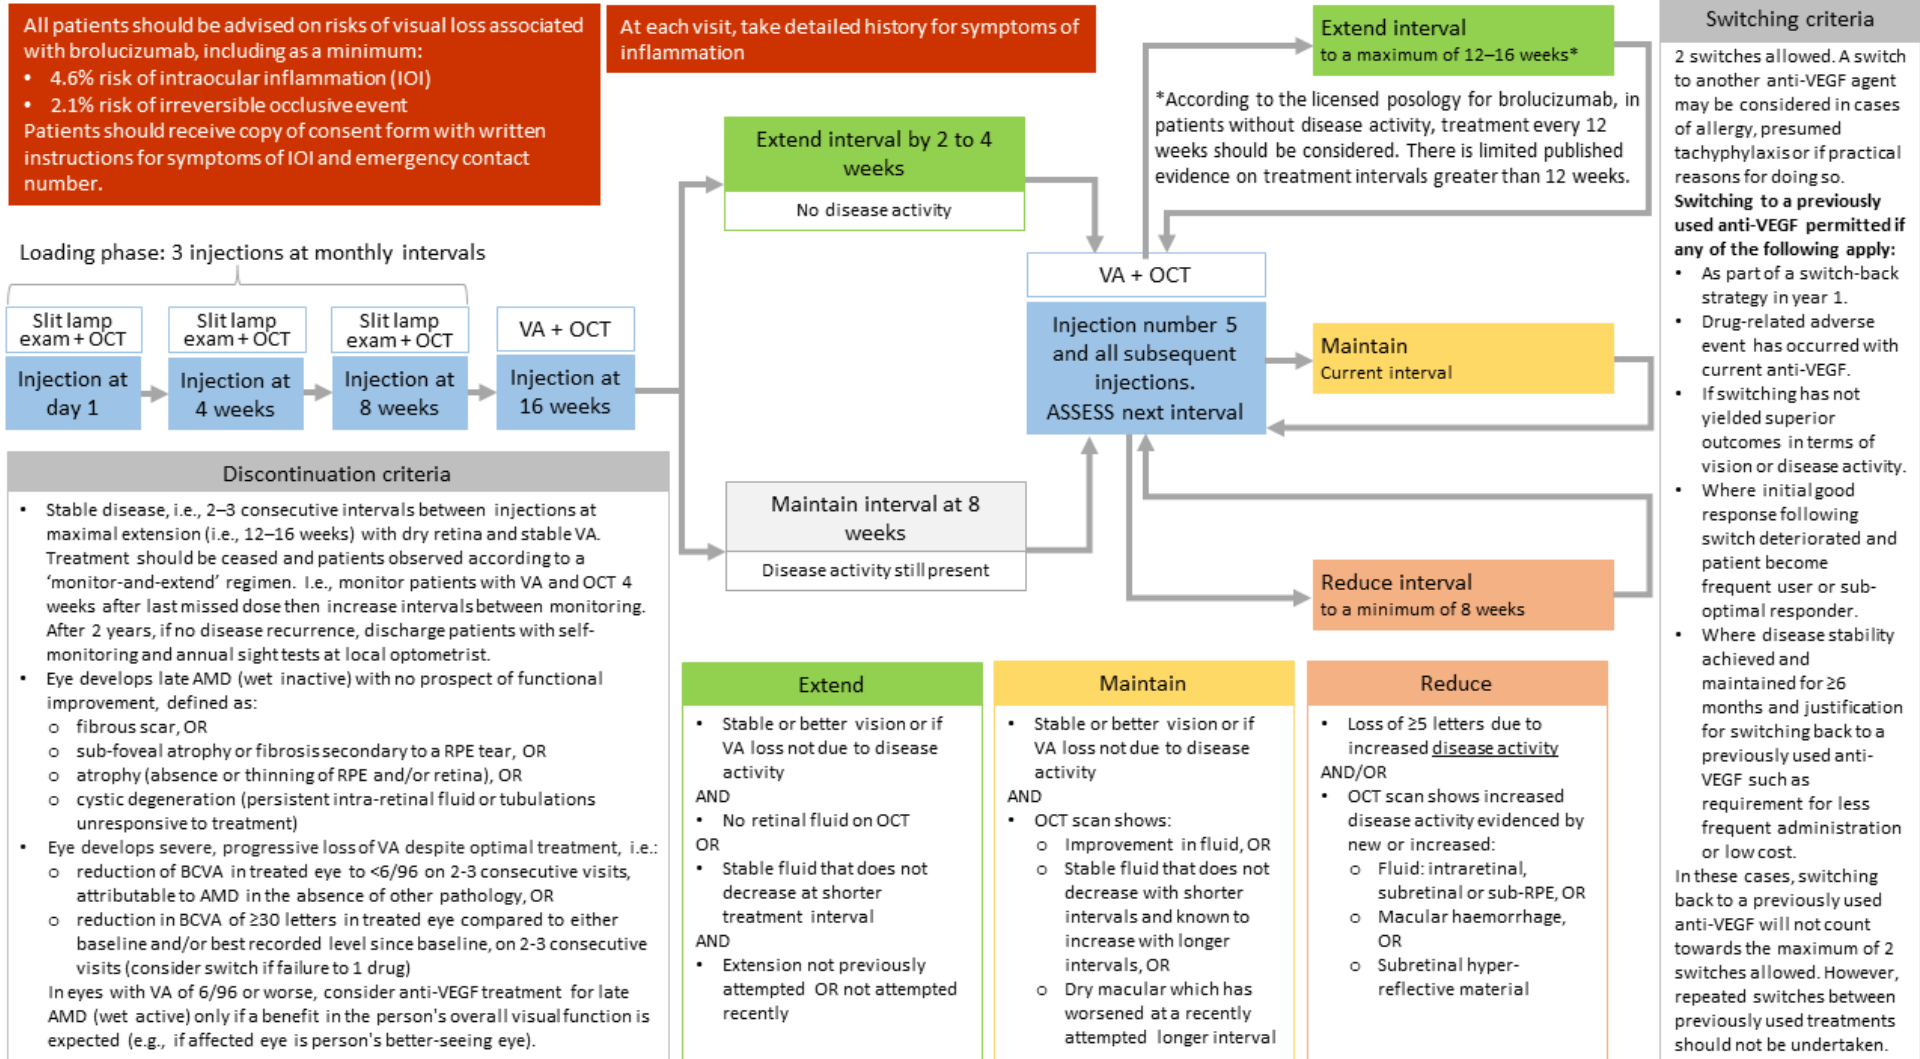 All patients should be advised on risks of visual loss associated
with brolucizumab, including as a minimum:
• 4.6% risk of intraocular inflammation (IOI)
• 2.1% risk of irreversible occlusive event
Patients should receive copy of consent form with written
instructions for symptoms of IOI and emergency contact
number.
At each visit, take detailed history for symptoms of
inflammation
Loading phase: 3 injections at monthly intervals
Slit lamp
exam + OCT
Injection at
day 1
Slit lamp
exam + OCT
Injection at
4 weeks
Slit lamp
exam + OCT
Injection at
8 weeks
VA + OCT
Injection at
16 weeks
Extend interval by 2 to 4
weeks
No disease activity
Maintain interval at 8
weeks
Disease activity still present
VA + OCT
Injection number 5
and all subsequent
injections.
ASSESS next interval
Extend interval
to a maximum of 12–16 weeks*
*According to the licensed posology for brolucizumab, in
patients without disease activity, treatment every 12
weeks should be considered. There is limited published
evidence on treatment intervals greater than 12 weeks.
Maintain
Current interval
Reduce interval
to a minimum of 8 weeks
Discontinuation criteria
• Stable disease, i.e., 2–3 consecutive intervals between injections at
maximal extension (i.e., 12–16 weeks) with dry retina and stable VA.
Treatment should be ceased and patients observed according to a
'monitor-and-extend' regimen. I.e., monitor patients with VA and OCT 4
weeks after last missed dose then increase intervals between monitoring.
After 2 years, if no disease recurrence, discharge patients with self-
monitoring and annual sight tests at local optometrist.
• Eye develops late AMD (wet inactive) with no prospect of functional
improvement, defined as:
o fibrous scar, OR
o sub-foveal atrophy or fibrosis secondary to a RPE tear, OR
o atrophy (absence or thinning of RPE and/or retina), OR
o cystic degeneration (persistent intra-retinal fluid or tubulations
unresponsive to treatment)
• Eye develops severe, progressive loss of VA despite optimal treatment, i.e.:
o reduction of BCVA in treated eye to <6/96 on 2-3 consecutive visits,
attributable to AMD in the absence of other pathology, OR
o reduction in BCVA of ≥30 letters in treated eye compared to either
baseline and/or best recorded level since baseline, on 2-3 consecutive
visits (consider switch if failure to 1 drug)
In eyes with VA of 6/96 or worse, consider anti-VEGF treatment for late
AMD (wet active) only if a benefit in the person's overall visual function is
expected (e.g., if affected eye is person's better-seeing eye).
Extend
• Stable or better vision or if
VA loss not due to disease
activity
AND
• No retinal fluid on OCT
OR
• Stable fluid that does not
decrease at shorter
treatment interval
AND
• Extension not previously
attempted OR not attempted
recently
Maintain
• Stable or better vision or if
VA loss not due to disease
activity
AND
• OCT scan shows:
o Improvement in fluid, OR
o Stable fluid that does not
decrease with shorter
intervals and known to
increase with longer
intervals, OR
o Dry macular which has
worsened at a recently
attempted longer interval
Reduce
• Loss of ≥5 letters due to
increased disease activity
AND/OR
• OCT scan shows increased
disease activity evidenced by
new or increased:
o Fluid: intraretinal,
subretinal or sub-RPE, OR
o Macular haemorrhage,
OR
o Subretinal hyper-
reflective material
Switching criteria
2 switches allowed. A switch
to another anti-VEGF agent
may be considered in cases
of allergy, presumed
tachyphylaxis or if practical
reasons for doing so.
Switching to a previously
used anti-VEGF permitted if
any of the following apply:
• As part of a switch-back
strategy in year 1.
• Drug-related adverse
event has occurred with
current anti-VEGF.
• If switching has not
yielded superior
outcomes in terms of
vision or disease activity.
• Where initial good
response following
switch deteriorated and
patient become
frequent user or sub-
optimal responder.
• Where disease stability
achieved and
maintained for ≥6
months and justification
for switching back to a
previously used anti-
VEGF such as
requirement for less
frequent administration
or low cost.
In these cases, switching
back to a previously used
anti-VEGF will not count
towards the maximum of 2
switches allowed. However,
repeated switches between
previously used treatments
should not be undertaken.